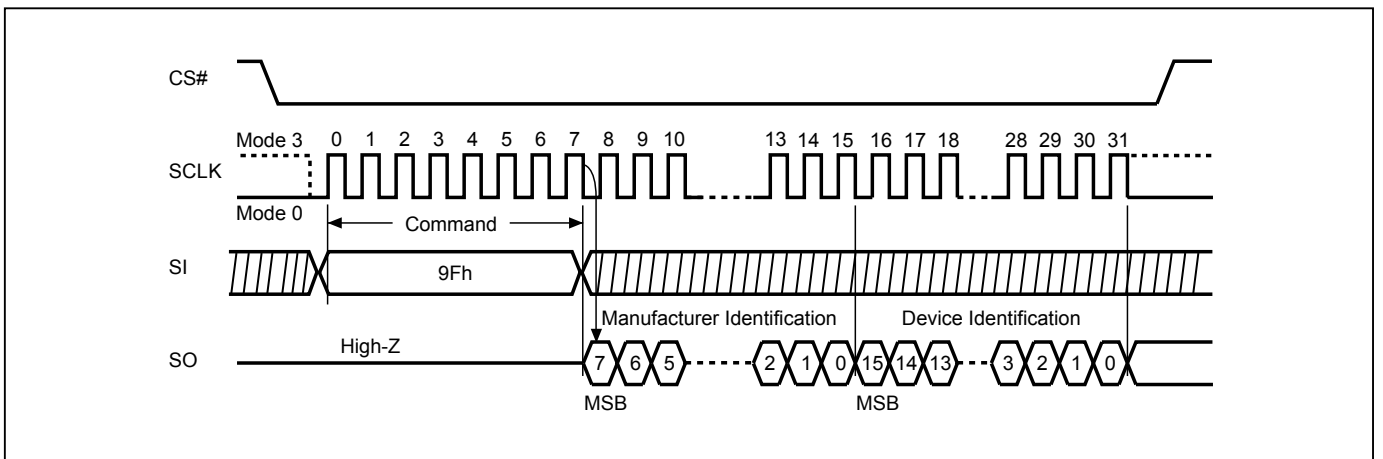 CS#
Mode 3 0 1 2 3 4 5 6 7 8 9 10 13 14 15 16 17 18 28 29 30 31
SCLK
Mode 0
Command
SI 9Fh
Manufacturer Identification Device Identification
High-Z
SO 7 6 5 2 1 0 15 14 13 3 2 1 0
MSB MSB